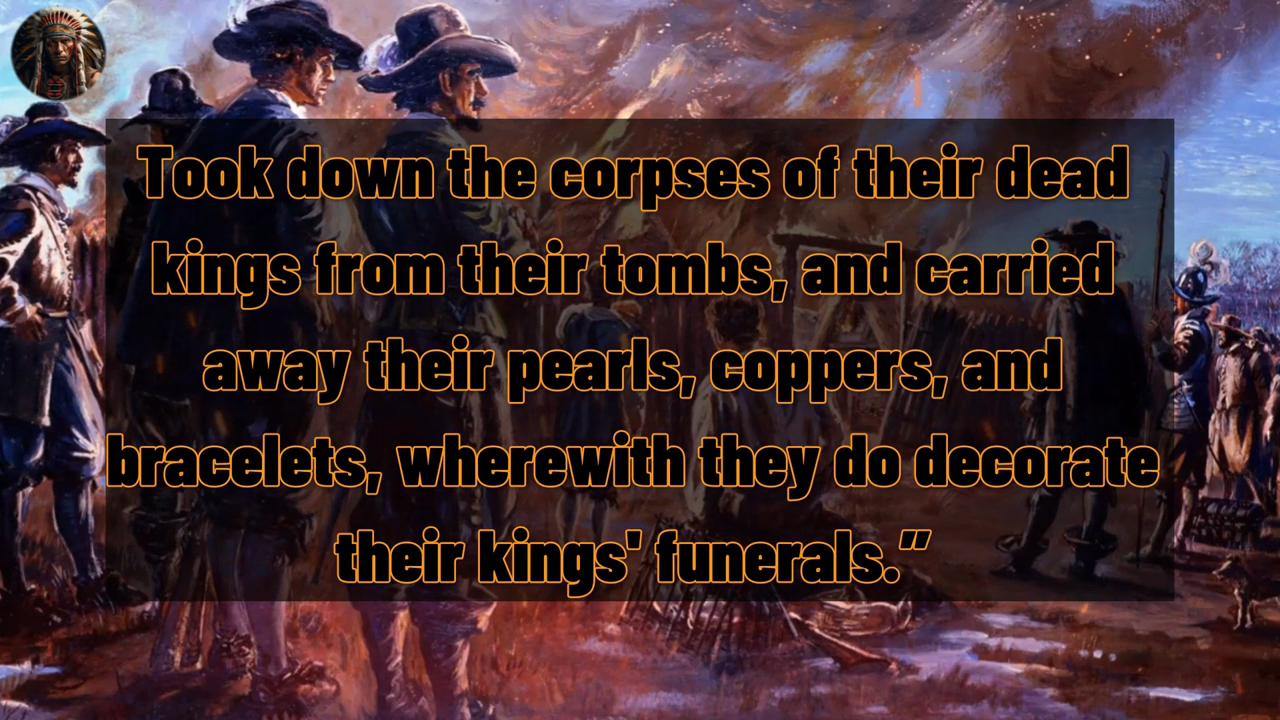 Took down the corpses of their dead
kings from their tombs, and carried
away their pearls, coppers, and
bracelets, wherewith they do decorate
their kings' funerals.”